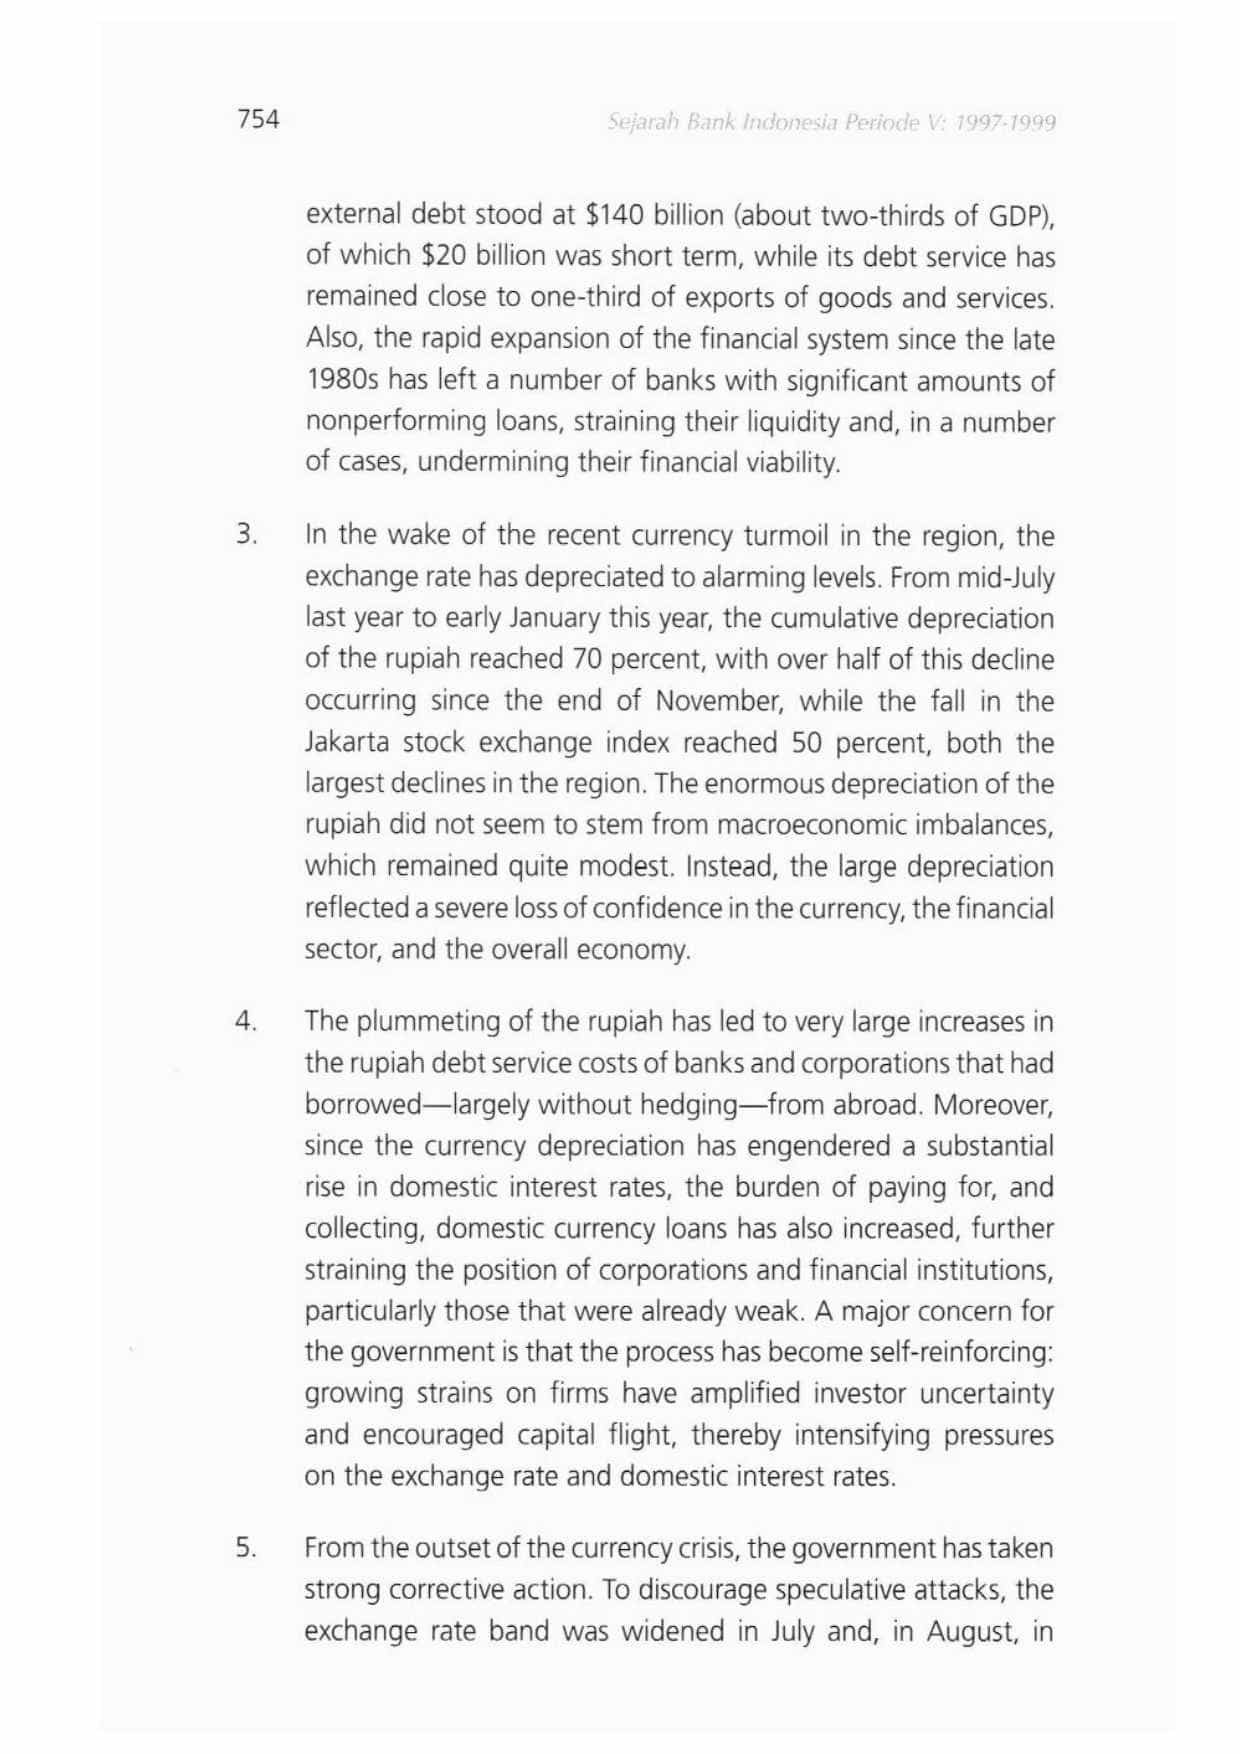 754
Sejarah Bank Indonesia Periode V: 1997-1999
external debt stood at $140 billion (about two-thirds of GDP),
of which $20 billion was short term, while its debt service has
remained close to one-third of exports of goods and services.
Also, the rapid expansion of the financial system since the late
1980s has left a number of banks with significant amounts of
nonperforming loans, straining their liquidity and, in a number
of cases, undermining their financial viability.
3. In the wake of the recent currency turmoil in the region, the
exchange rate has depreciated to alarming levels. From mid-July
last year to early January this year, the cumulative depreciation
of the rupiah reached 70 percent, with over half of this decline
occurring since the end of November, while the fall in the
Jakarta stock exchange index reached 50 percent, both the
largest declines in the region. The enormous depreciation of the
rupiah did not seem to stem from macroeconomic imbalances,
which remained quite modest. Instead, the large depreciation
reflected a severe loss of confidence in the currency, the financial
sector, and the overall economy.
4. The plummeting of the rupiah has led to very large increases in
the rupiah debt service costs of banks and corporations that had
borrowed—largely without hedging—from abroad. Moreover,
since the currency depreciation has engendered a substantial
rise in domestic interest rates, the burden of paying for, and
collecting, domestic currency loans has also increased, further
straining the position of corporations and financial institutions,
particularly those that were already weak. A major concern for
the government is that the process has become self-reinforcing:
growing strains on firms have amplified investor uncertainty
and encouraged capital flight, thereby intensifying pressures
on the exchange rate and domestic interest rates.
5. From the outset of the currency crisis, the government has taken
strong corrective action. To discourage speculative attacks, the
exchange rate band was widened in July and, in August, in